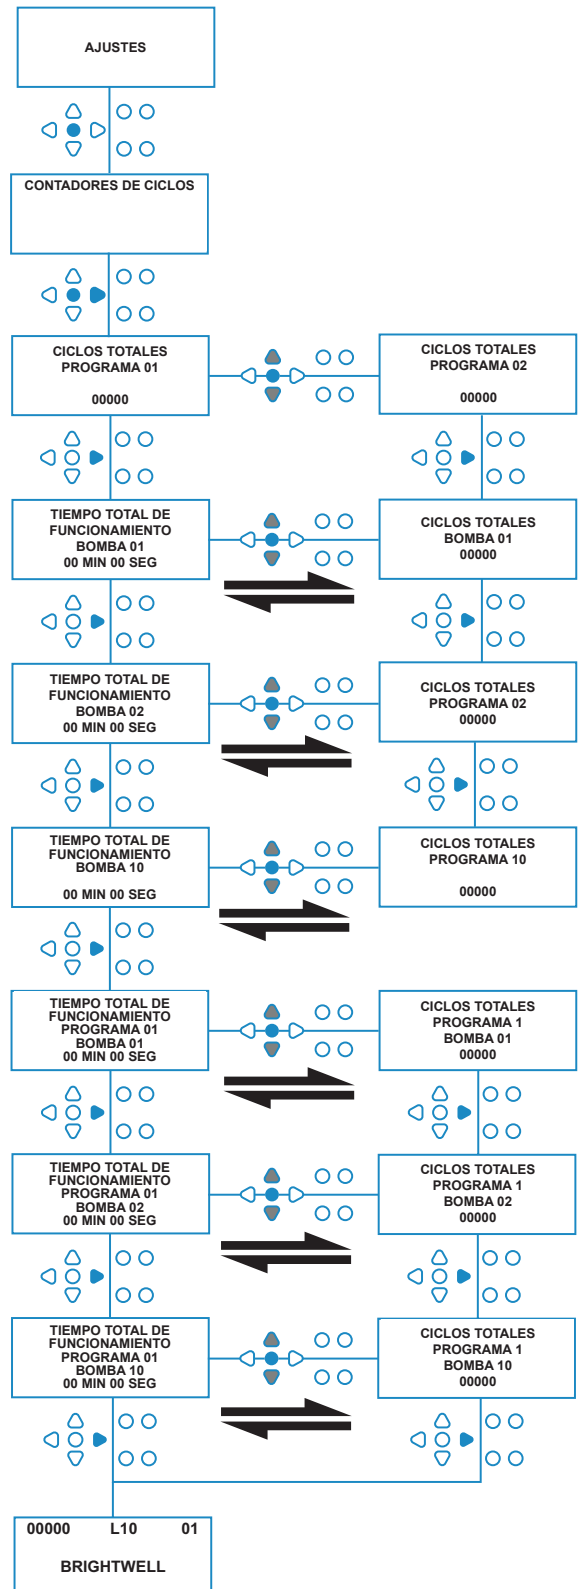 AJUSTES
CONTADORES DE CICLOS
CICLOS TOTALES
PROGRAMA 01
00000
CICLOS TOTALES
PROGRAMA 02
00000
TIEMPO TOTAL DE
FUNCIONAMIENTO
BOMBA 01
00 MIN 00 SEG
CICLOS TOTALES
BOMBA 01
00000
TIEMPO TOTAL DE
FUNCIONAMIENTO
BOMBA 02
00 MIN 00 SEG
CICLOS TOTALES
PROGRAMA 02
00000
TIEMPO TOTAL DE
FUNCIONAMIENTO
BOMBA 10
00 MIN 00 SEG
CICLOS TOTALES
PROGRAMA 10
00000
TIEMPO TOTAL DE
FUNCIONAMIENTO
PROGRAMA 01
BOMBA 01
00 MIN 00 SEG
CICLOS TOTALES
PROGRAMA 1
BOMBA 01
00000
TIEMPO TOTAL DE
FUNCIONAMIENTO
PROGRAMA 01
BOMBA 02
00 MIN 00 SEG
CICLOS TOTALES
PROGRAMA 1
BOMBA 02
00000
TIEMPO TOTAL DE
FUNCIONAMIENTO
PROGRAMA 01
BOMBA 10
00 MIN 00 SEG
CICLOS TOTALES
PROGRAMA 1
BOMBA 10
00000
00000 L10 01
BRIGHTWELL